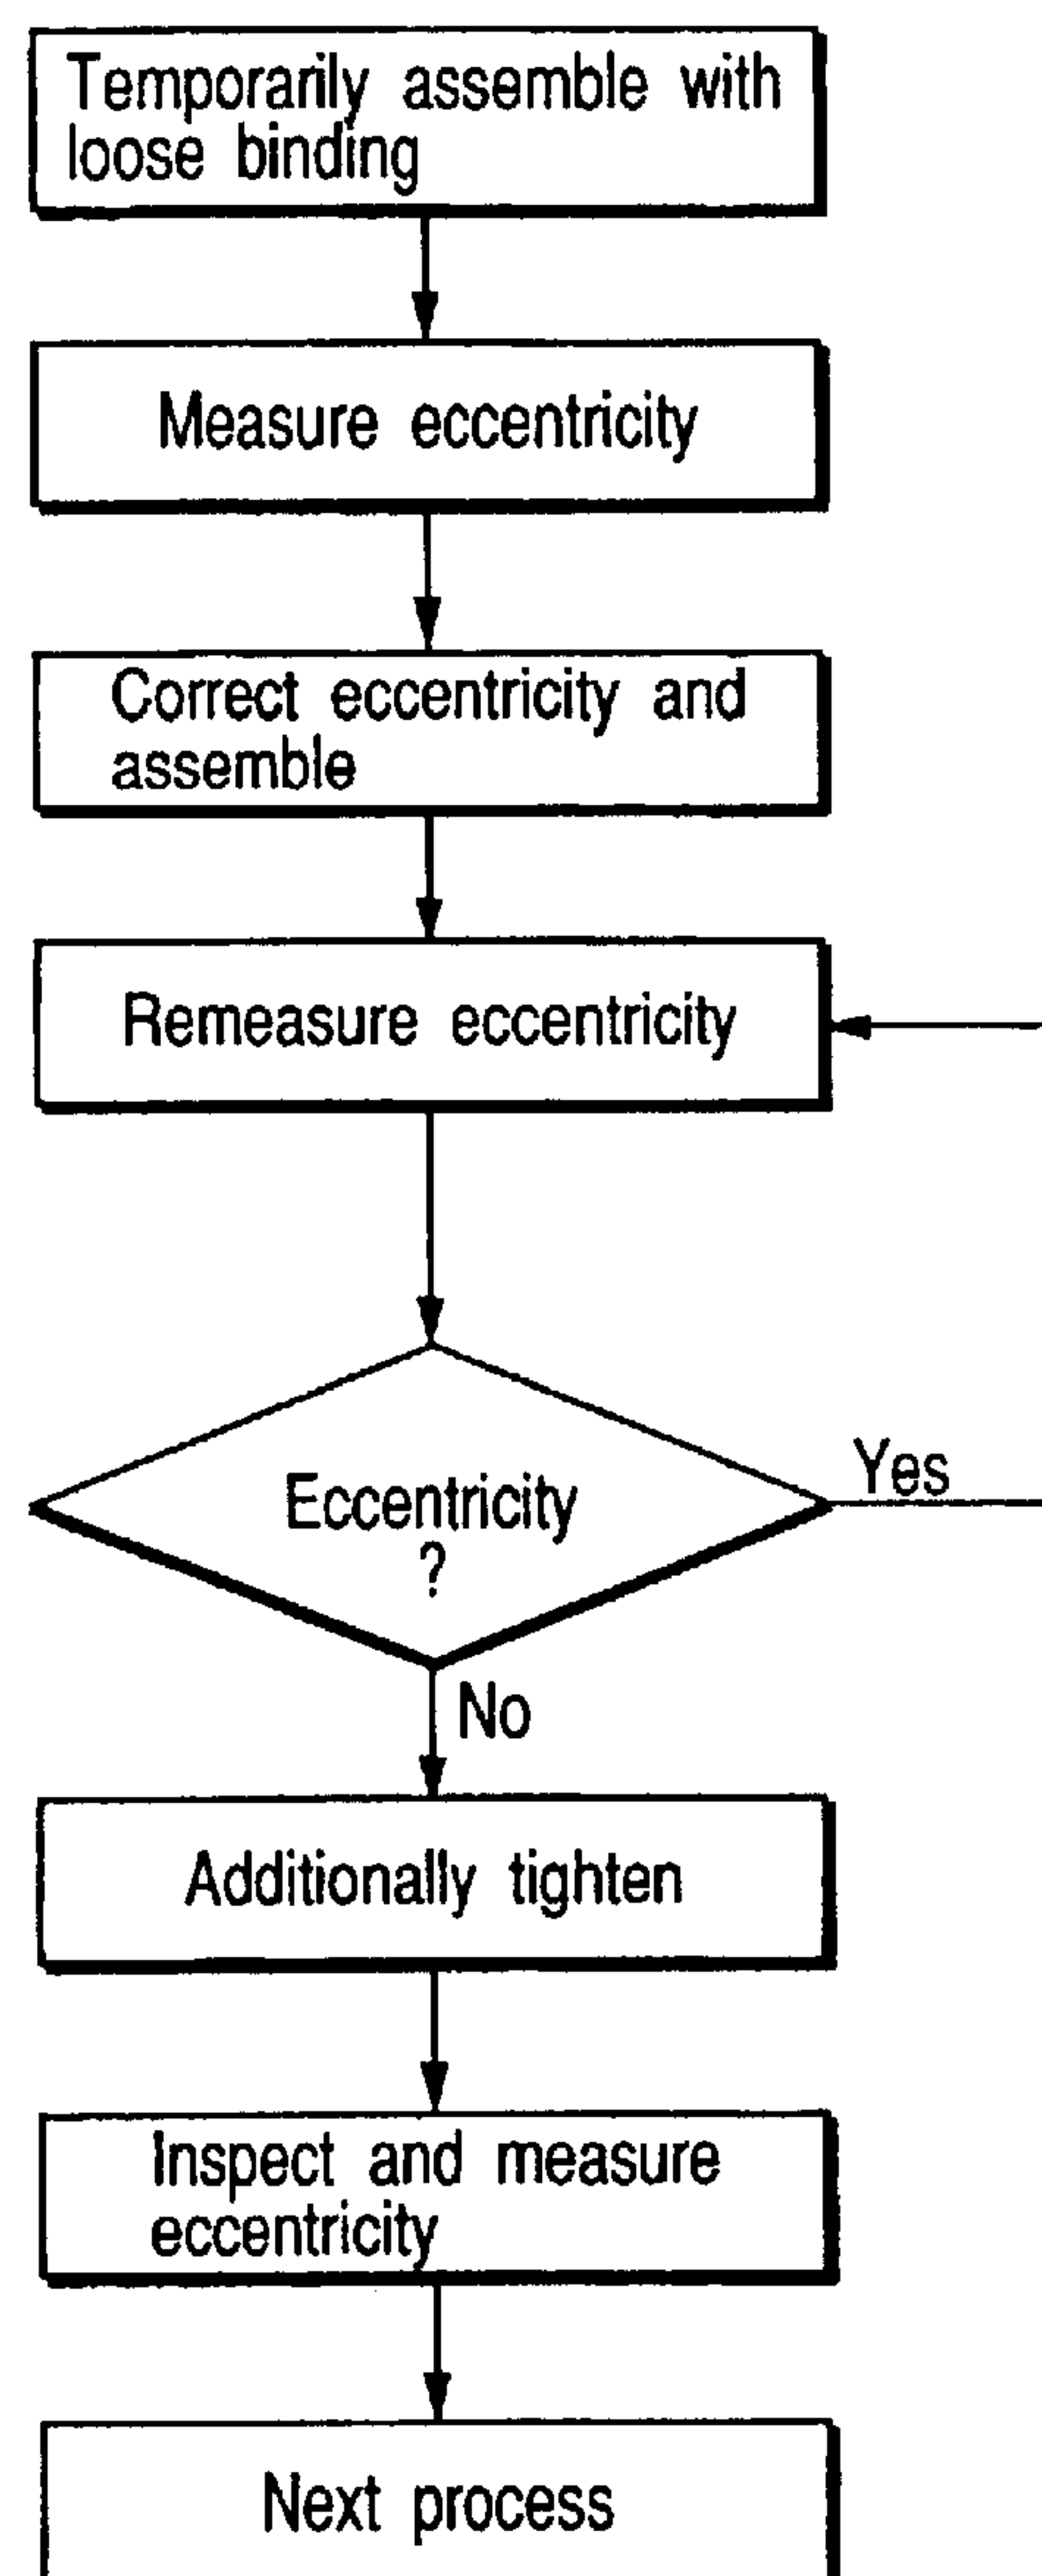 Temporarily assemble with
loose binding
Measure eccentricity
Correct eccentricity and
assemble
Remeasure eccentricity
Eccentricity
?
Yes
No
Additionally tighten
Inspect and measure
eccentricity
Next process